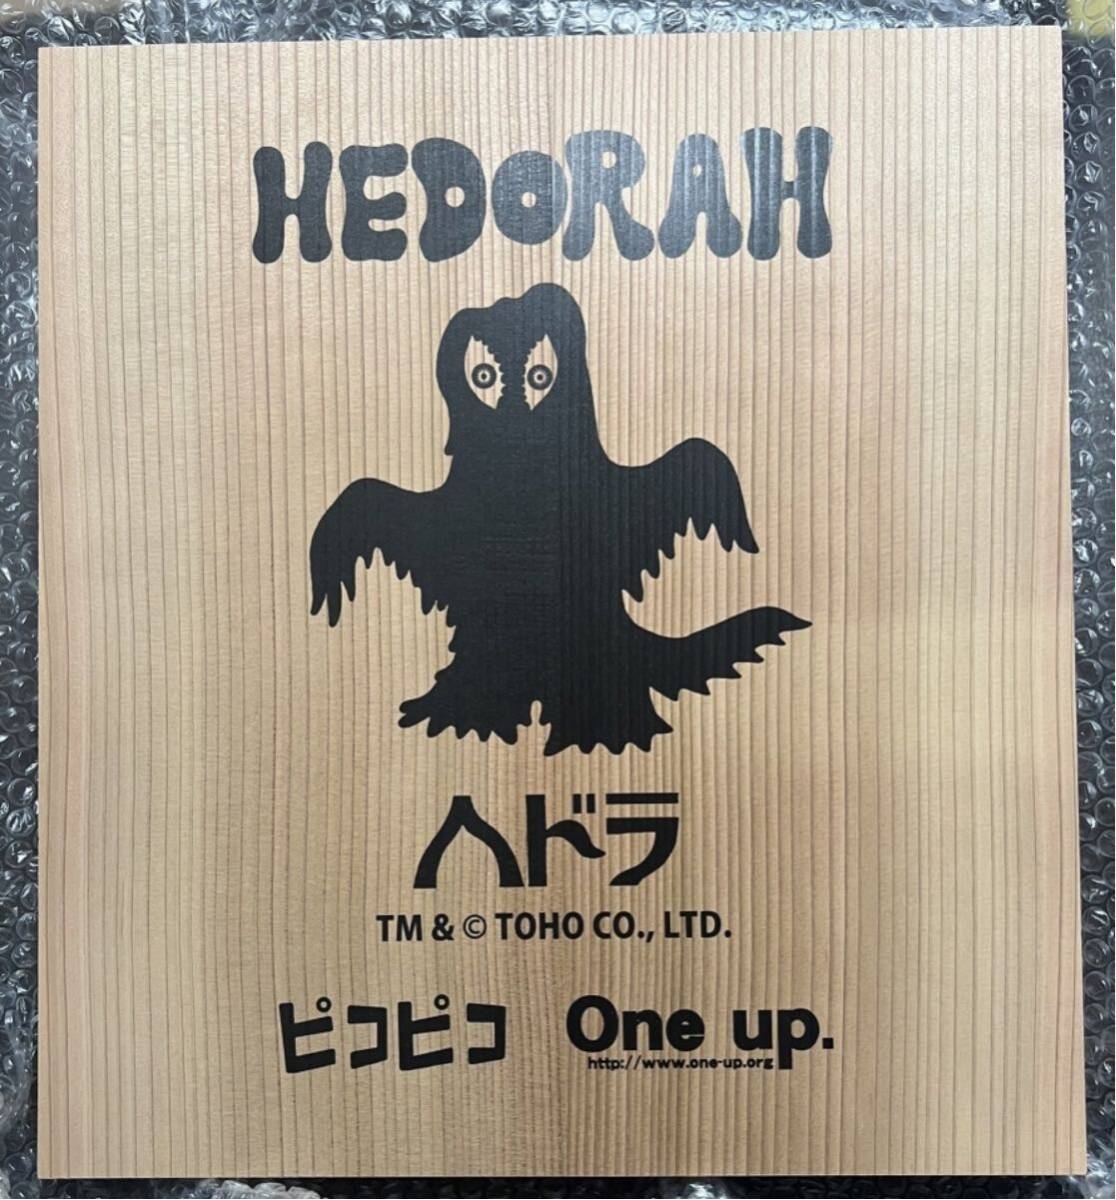 HEDORAH
ヘドラ
TM & © TOHO CO., LTD.
ピコピコ One up.
http://www.one-up.org